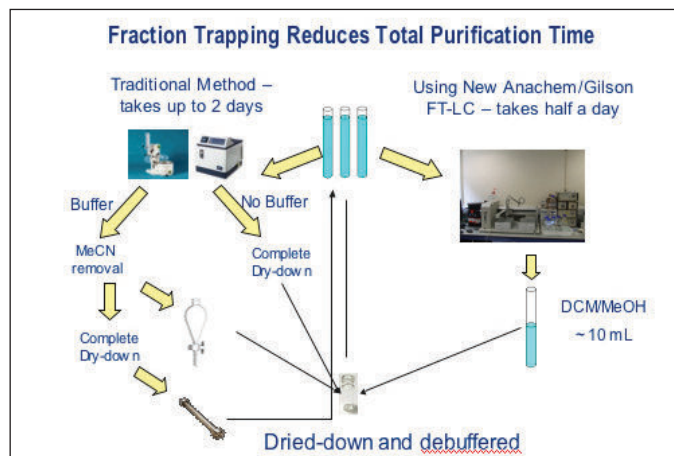 Fraction Trapping Reduces Total Purification Time
Traditional Method –
takes up to 2 days
Using New Anachem/Gilson
FT-LC – takes half a day
Buffer
No Buffer
MeCN
removal
Complete
Dry-down
Complete
Dry-down
DCM/MeOH
~ 10 mL
Dried-down and debuffered